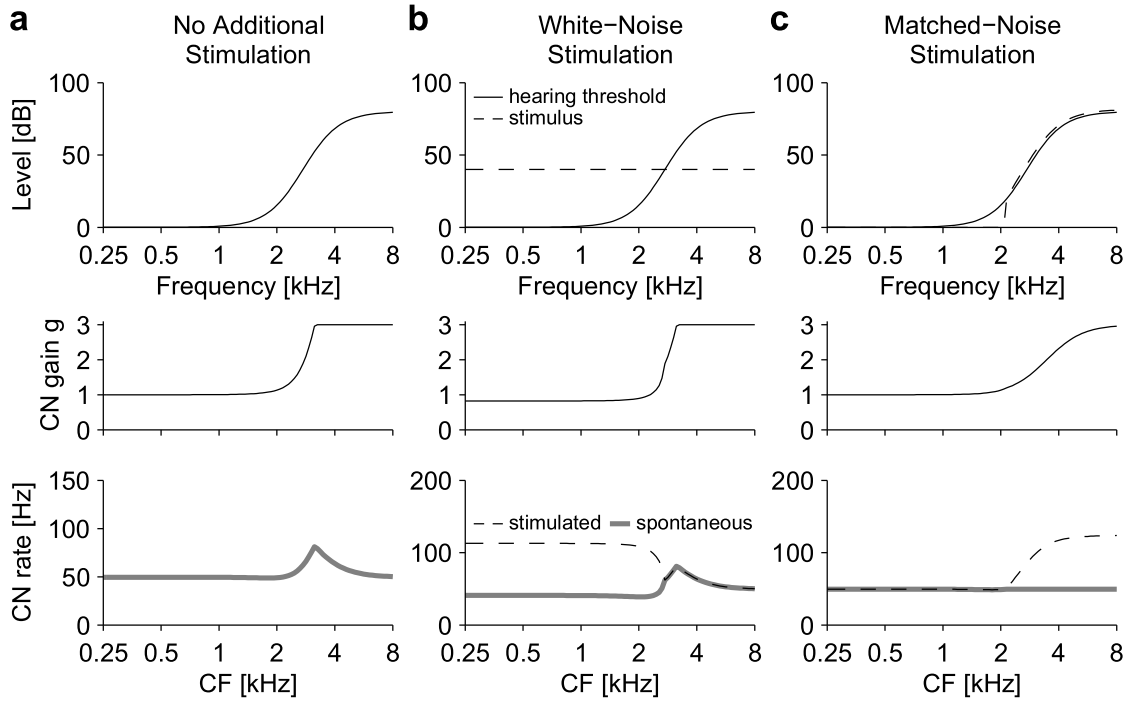 a
No Additional
Stimulation
Level [dB]
100
50
0
0.25 0.5 1 2 4 8
Frequency [kHz]
CN gain g
3
2
1
0
CN rate [Hz]
150
100
50
0
0.25 0.5 1 2 4 8
CF [kHz]
b
White−Noise
Stimulation
100
50
0
hearing threshold
stimulus
0.25 0.5 1 2 4 8
Frequency [kHz]
3
2
1
0
200
100
0
stimulated spontaneous
0.25 0.5 1 2 4 8
CF [kHz]
c
Matched−Noise
Stimulation
100
50
0
0.25 0.5 1 2 4 8
Frequency [kHz]
3
2
1
0
200
100
0
0.25 0.5 1 2 4 8
CF [kHz]